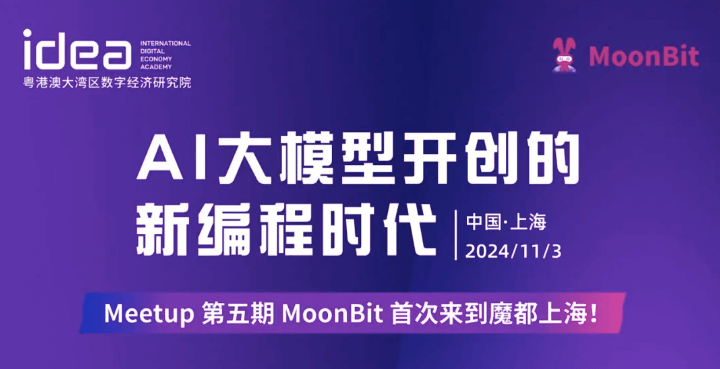 idea
INTERNATIONAL
DIGITAL
ECONOMY
ACADEMY
粤港澳大湾区数字经济研究院
MoonBit
AI大模型开创的
新编程时代
中国·上海
2024/11/3
Meetup 第五期 MoonBit 首次来到魔都上海！